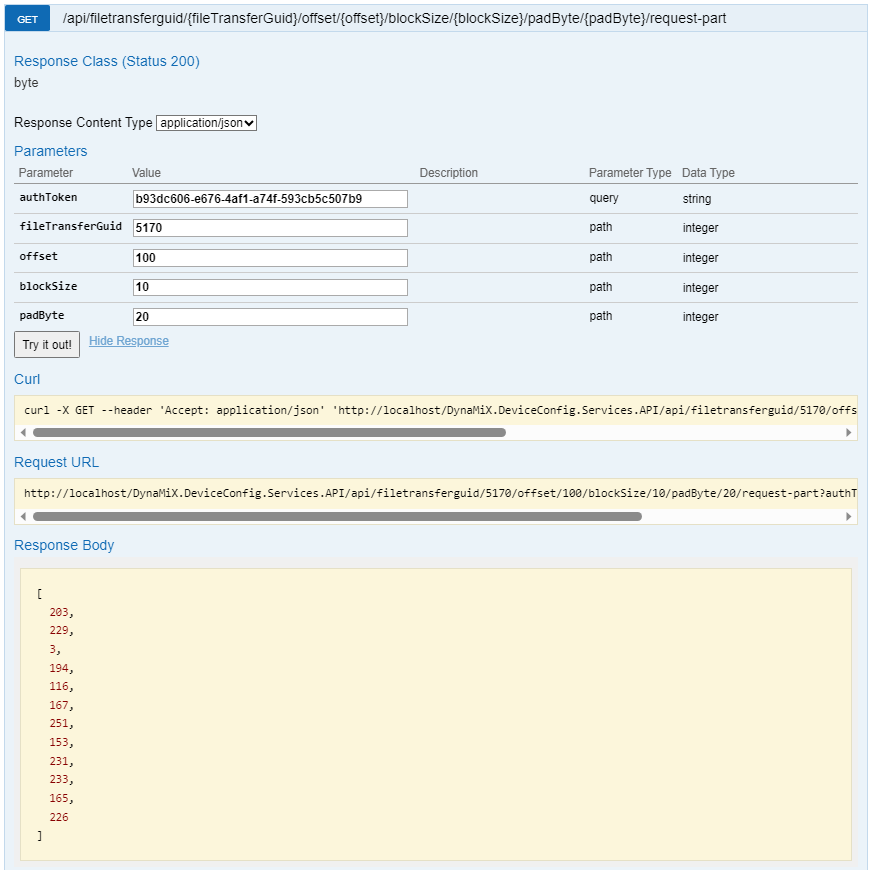 GET /api/filetransferguid/{fileTransferGuid}/offset/{offset}/blockSize/{blockSize}/padByte/{padByte}/request-part
Response Class (Status 200)
byte
Response Content Type application/json
Parameters
Parameter Value Description Parameter Type Data Type
authToken b93dc606-e676-4af1-a74f-593cb5c507b9 query string
fileTransferGuid 5170 path integer
offset 100 path integer
blockSize 10 path integer
padByte 20 path integer
Try it out! Hide Response
Curl
curl -X GET --header 'Accept: application/json' 'http://localhost/DynaMiX.DeviceConfig.Services.API/api/filetransferguid/5170/offs
Request URL
http://localhost/DynaMiX.DeviceConfig.Services.API/api/filetransferguid/5170/offset/100/blockSize/10/padByte/20/request-part?authT
Response Body
[
203,
229,
3,
194,
116,
167,
251,
153,
231,
233,
165,
226
]